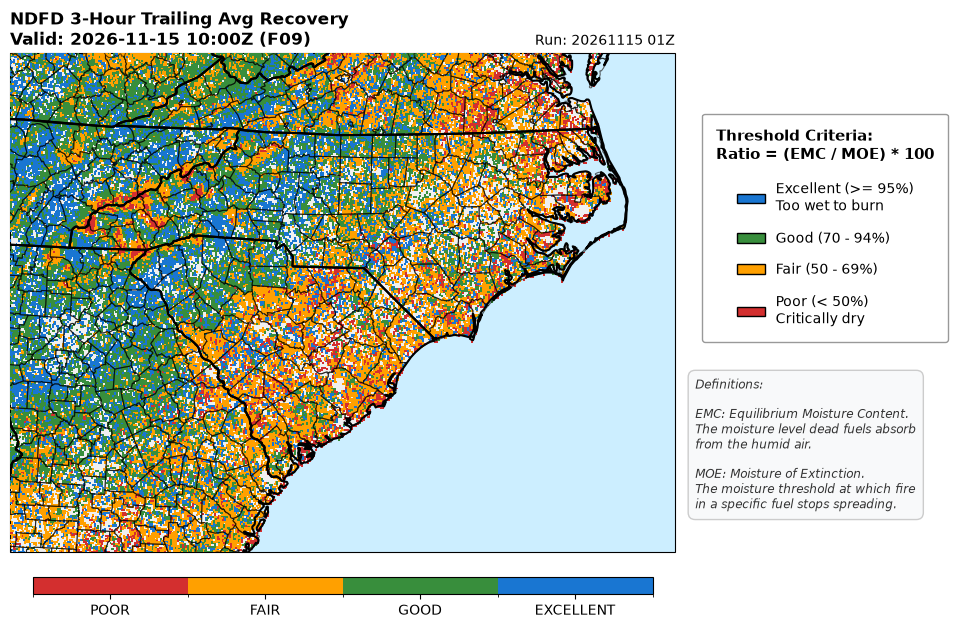 NDFD 3-Hour Trailing Avg Recovery
Valid: 2026-11-15 10:00Z (F09)
Run: 20261115 01Z
Threshold Criteria:
Ratio = (EMC / MOE) * 100
Excellent (>= 95%)
Too wet to burn
Good (70 - 94%)
Fair (50 - 69%)
Poor (< 50%)
Critically dry
Definitions:
EMC: Equilibrium Moisture Content.
The moisture level dead fuels absorb
from the humid air.
MOE: Moisture of Extinction.
The moisture threshold at which fire
in a specific fuel stops spreading.
POOR
FAIR
GOOD
EXCELLENT